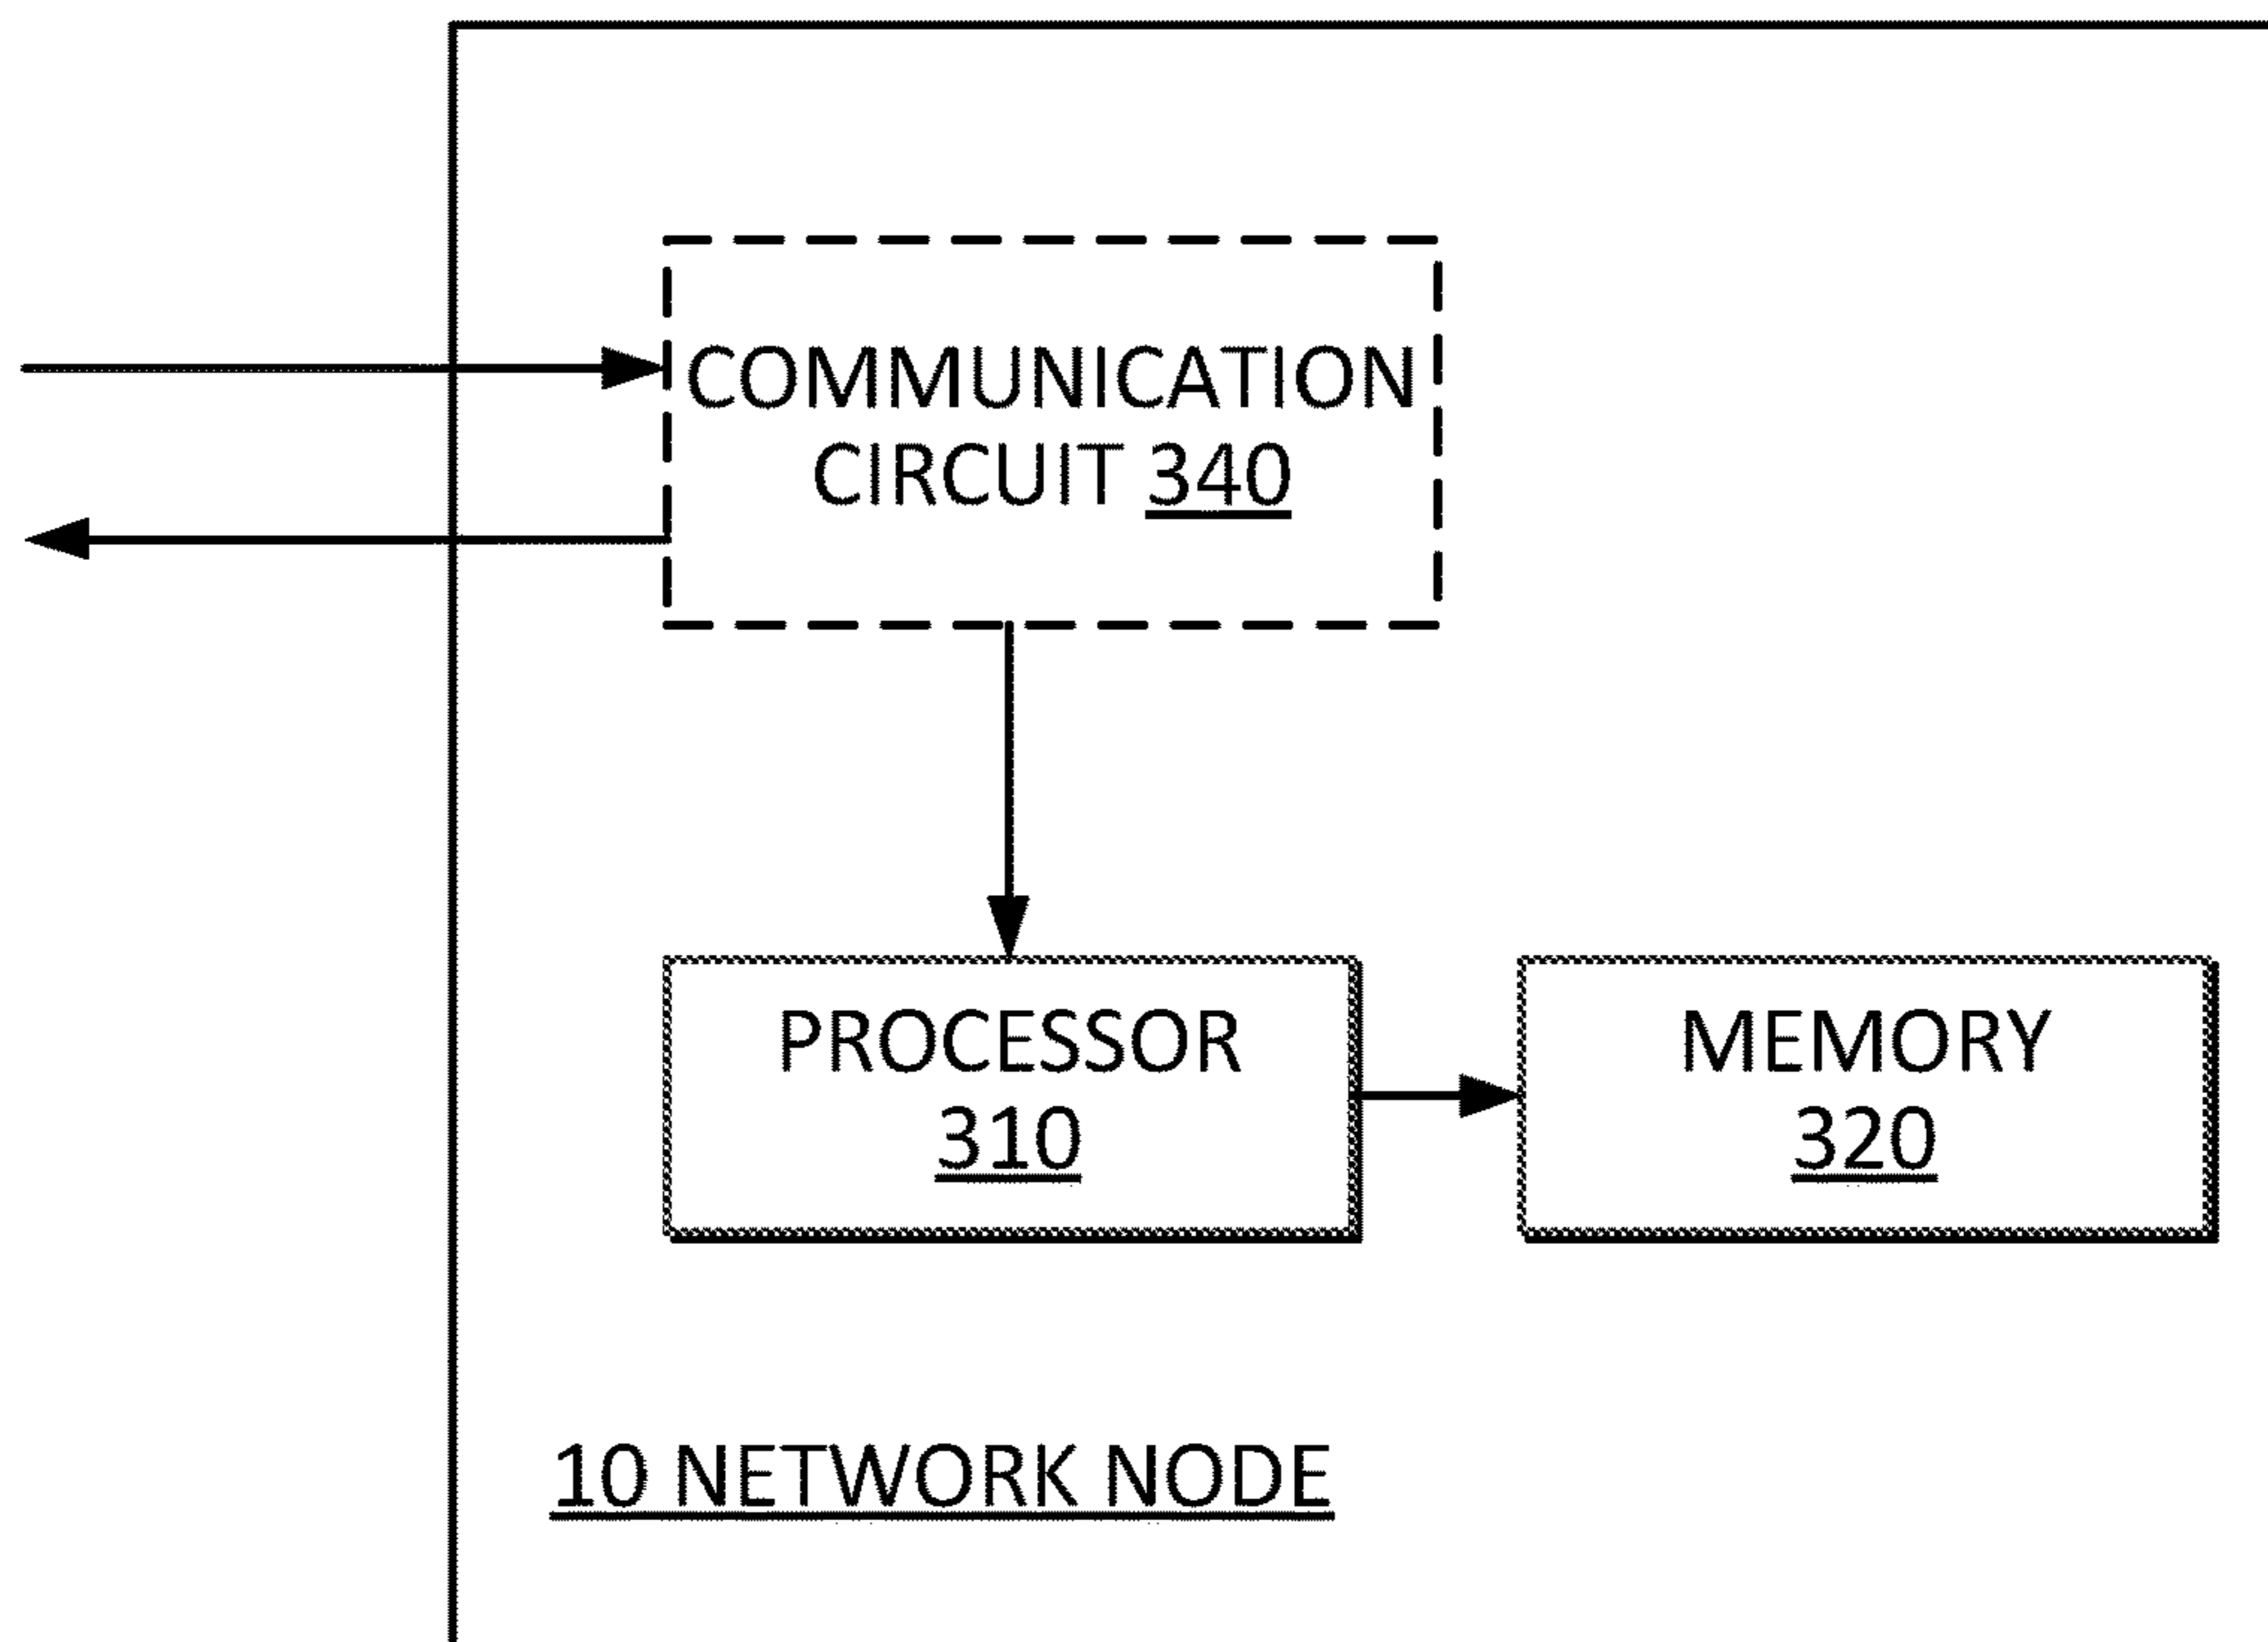 COMMUNICATION
CIRCUIT 340
PROCESSOR
310
MEMORY
320
10 NETWORK NODE